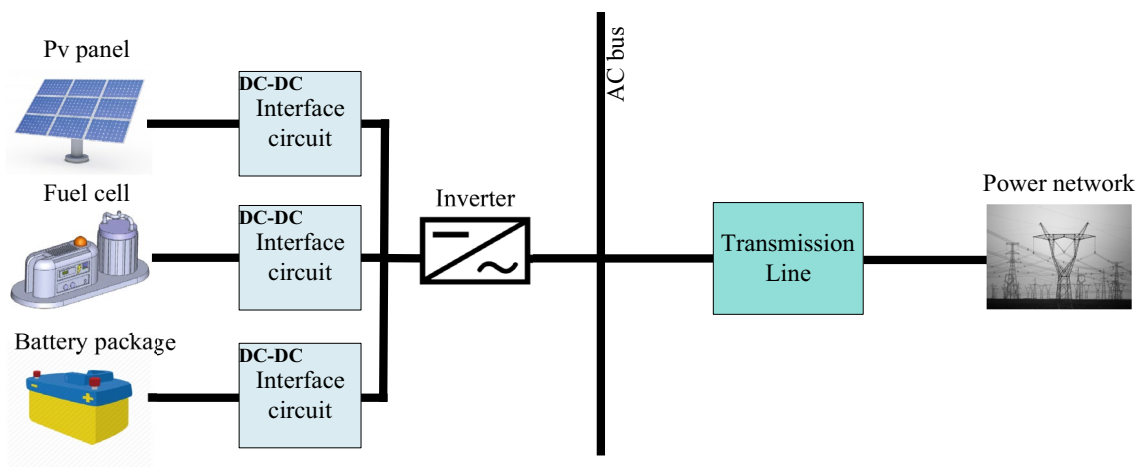 Pv panel
DC-DC
Interface
circuit
Fuel cell
DC-DC
Interface
circuit
Battery package
DC-DC
Interface
circuit
Inverter
AC bus
Transmission
Line
Power network